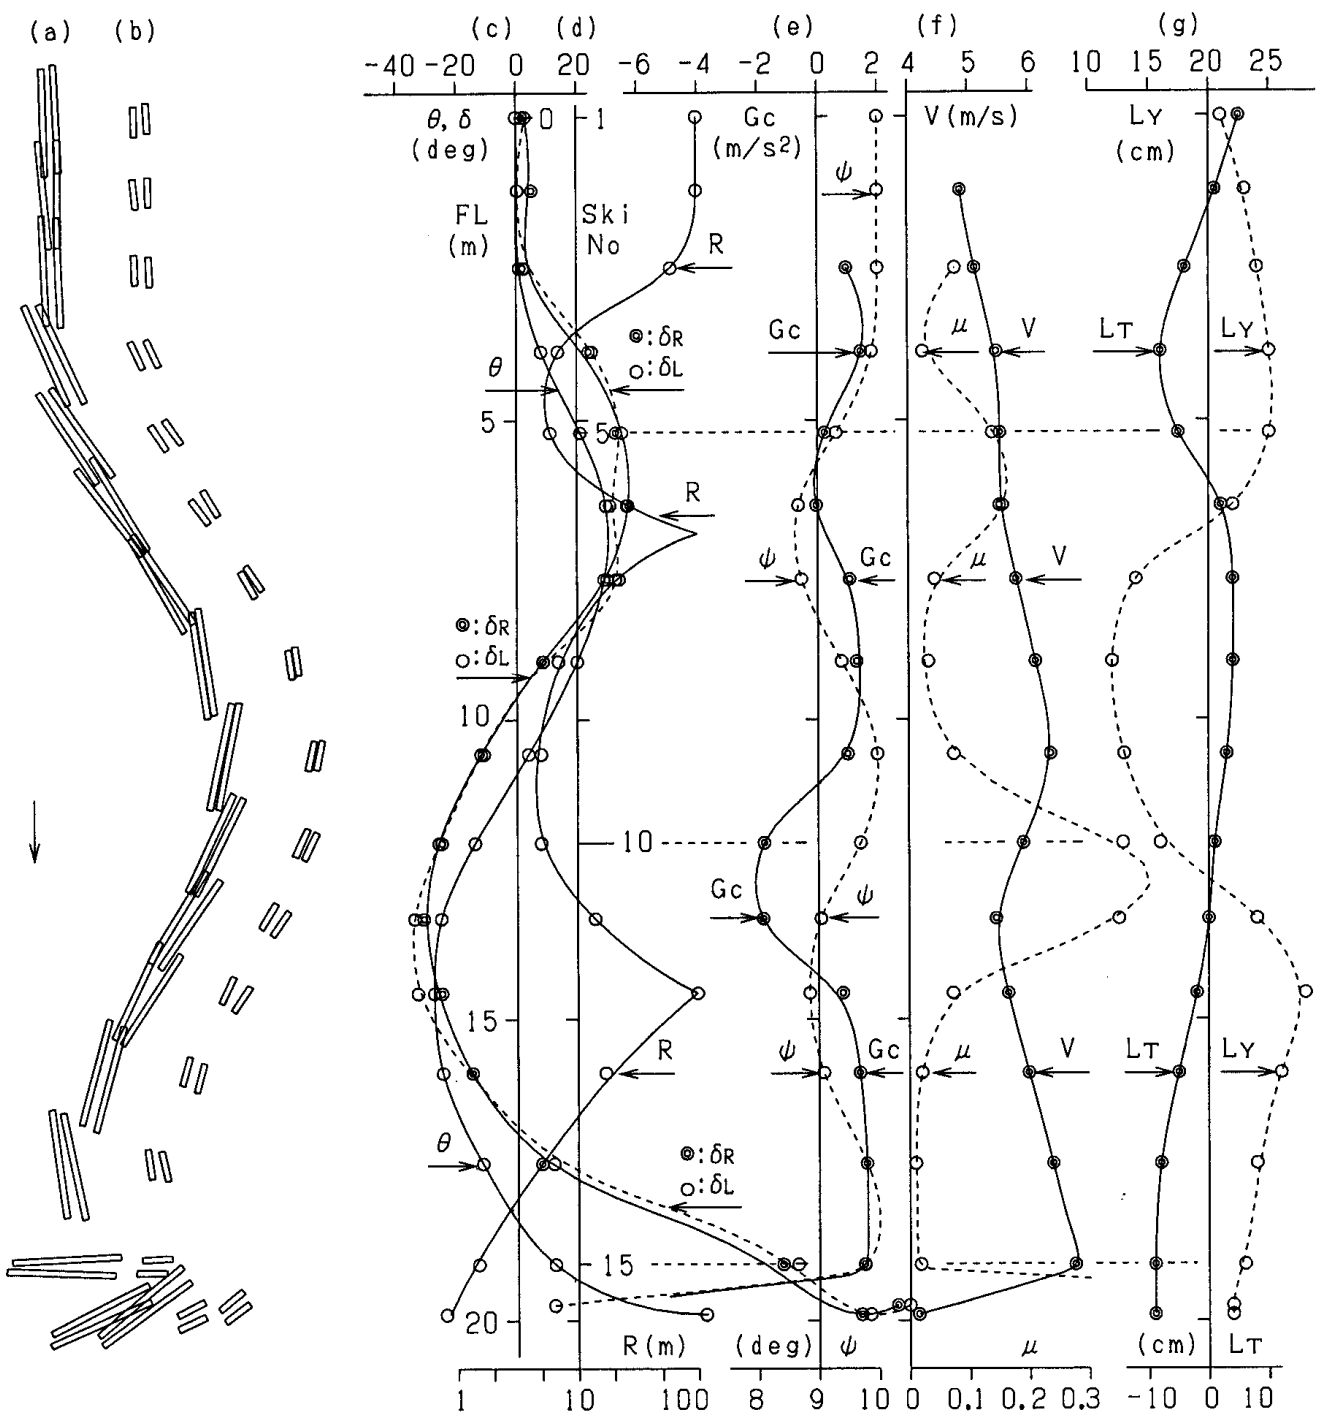 (a) (b) (c) (d) (e) (f) (g)
-40 -20 0 20 -6 -4 -2 0 2 4 5 6 10 15 20 25
θ, δ 0 1 Gc V(m/s) LY
(deg) (m/s2) (cm)
ψ
FL Ski
(m) No R
◎:δR Gc μ V LT LY
θ ○:δL
5 5
R
ψ Gc μ V
◎:δR
○:δL
10
10
Gc ψ
15
R ψ Gc μ V LT LY
θ ◎:δR
○:δL
15
20 R(m) (deg) ψ μ (cm) LT
1 10 100 8 9 10 0 0.1 0.2 0.3 -10 0 10